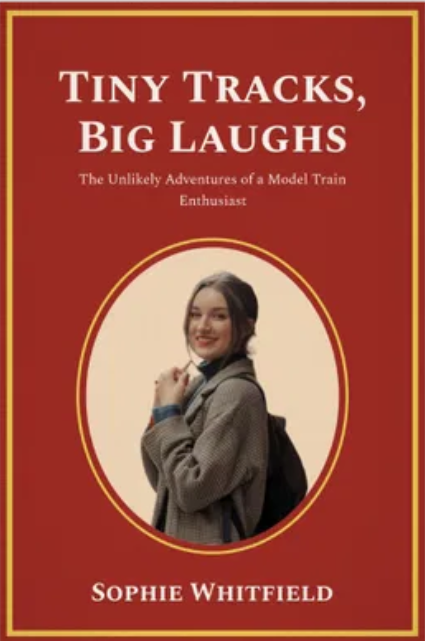 Tiny Tracks,
Big Laughs
The Unlikely Adventures of a Model Train
Enthusiast
Sophie Whitfield